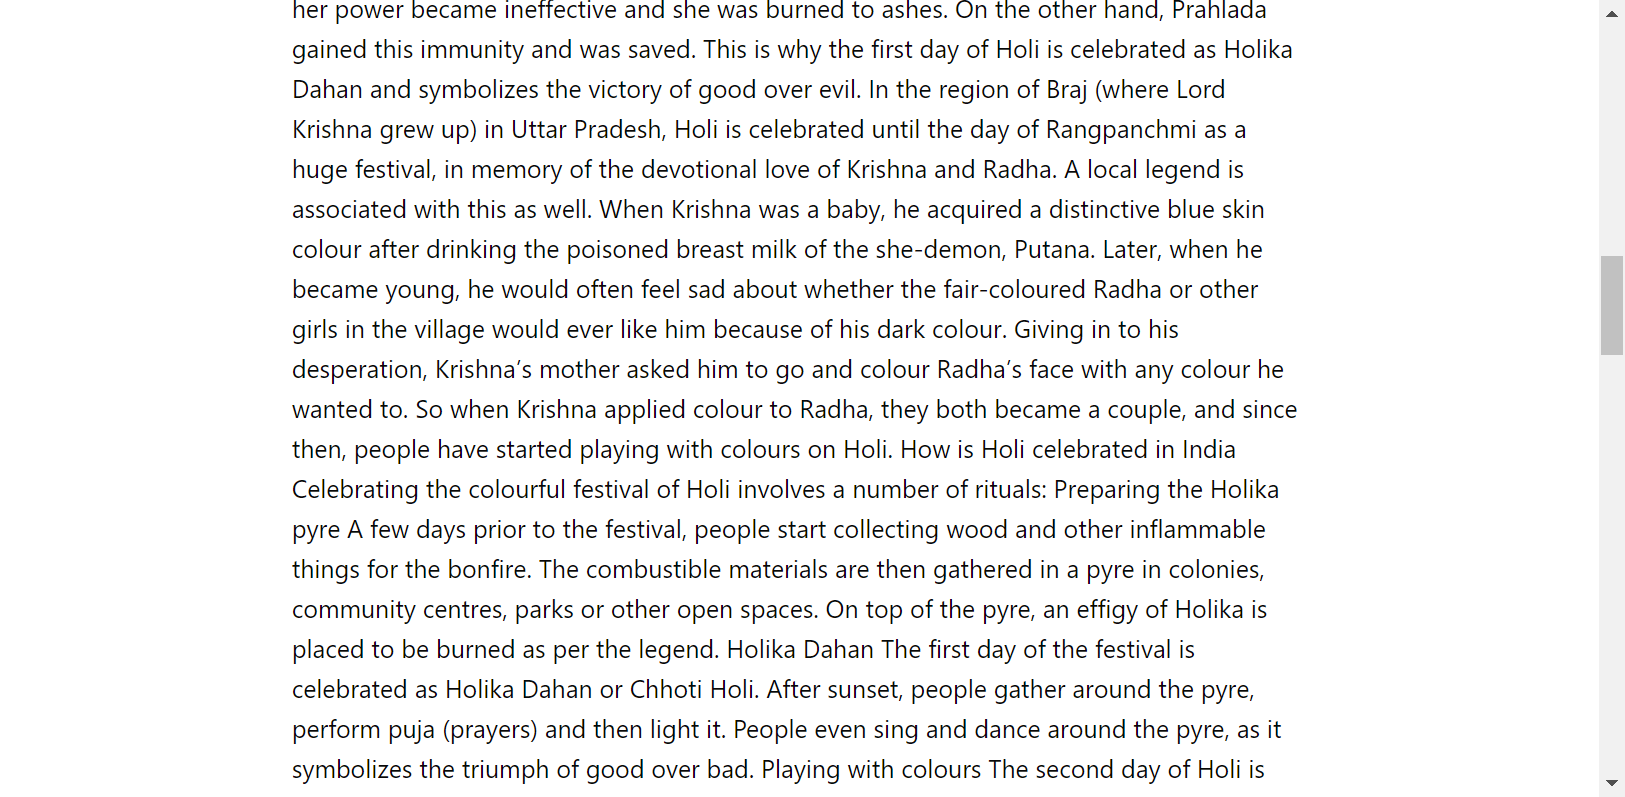 her power became ineffective and she was burned to ashes. On the other hand, Prahlada
gained this immunity and was saved. This is why the first day of Holi is celebrated as Holika
Dahan and symbolizes the victory of good over evil. In the region of Braj (where Lord
Krishna grew up) in Uttar Pradesh, Holi is celebrated until the day of Rangpanchmi as a
huge festival, in memory of the devotional love of Krishna and Radha. A local legend is
associated with this as well. When Krishna was a baby, he acquired a distinctive blue skin
colour after drinking the poisoned breast milk of the she-demon, Putana. Later, when he
became young, he would often feel sad about whether the fair-coloured Radha or other
girls in the village would ever like him because of his dark colour. Giving in to his
desperation, Krishna’s mother asked him to go and colour Radha’s face with any colour he
wanted to. So when Krishna applied colour to Radha, they both became a couple, and since
then, people have started playing with colours on Holi. How is Holi celebrated in India
Celebrating the colourful festival of Holi involves a number of rituals: Preparing the Holika
pyre A few days prior to the festival, people start collecting wood and other inflammable
things for the bonfire. The combustible materials are then gathered in a pyre in colonies,
community centres, parks or other open spaces. On top of the pyre, an effigy of Holika is
placed to be burned as per the legend. Holika Dahan The first day of the festival is
celebrated as Holika Dahan or Chhoti Holi. After sunset, people gather around the pyre,
perform puja (prayers) and then light it. People even sing and dance around the pyre, as it
symbolizes the triumph of good over bad. Playing with colours The second day of Holi is